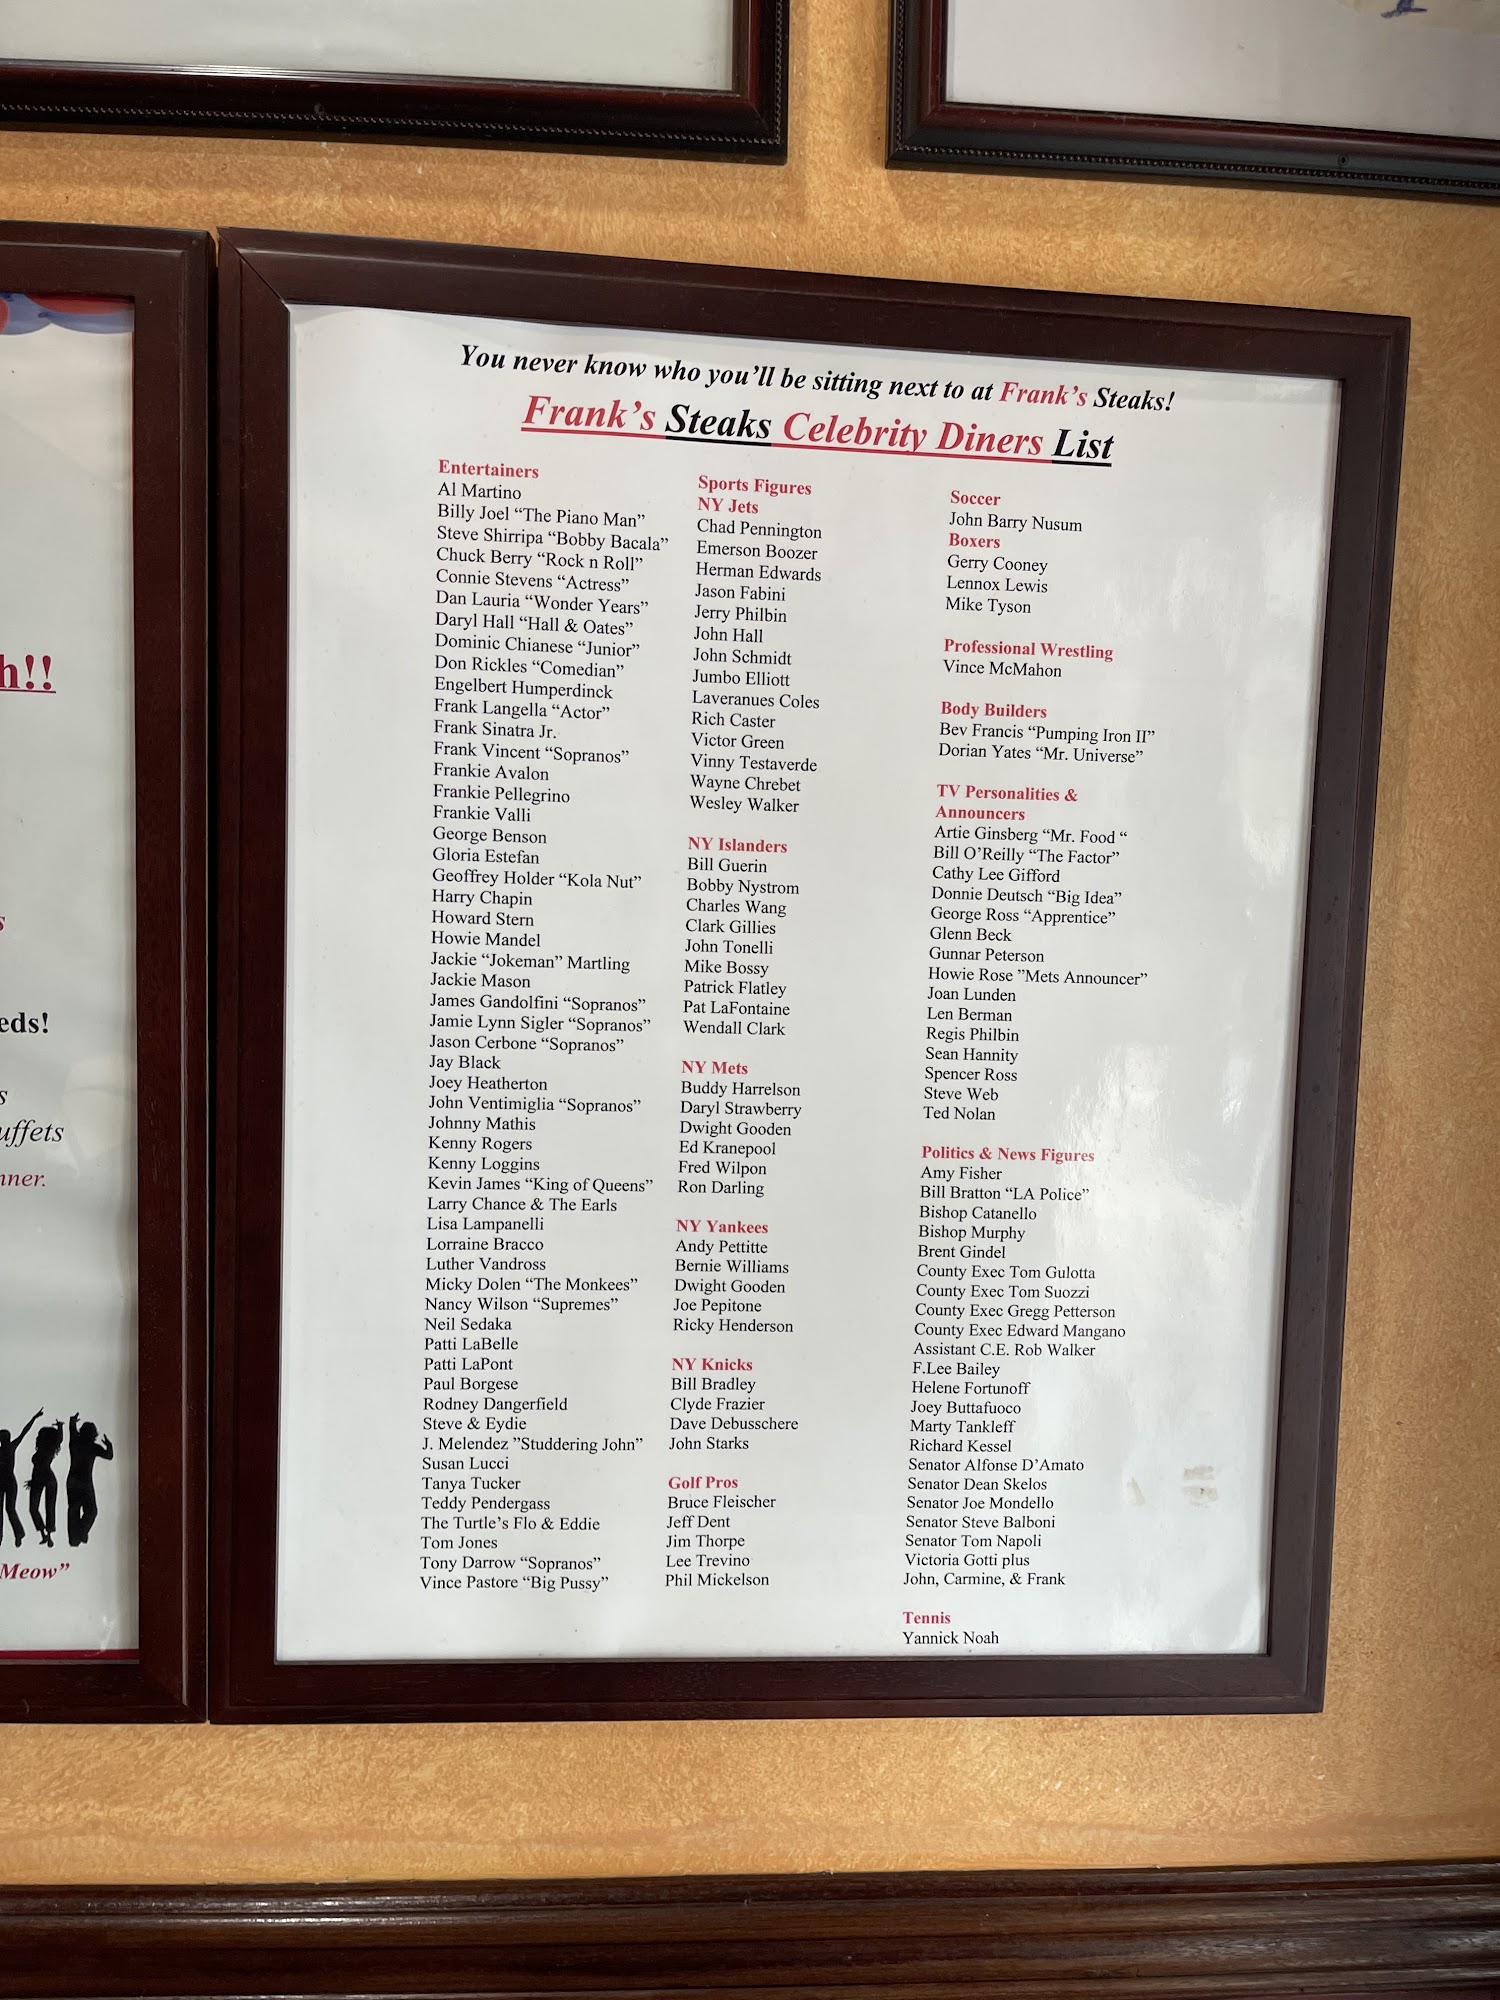 You never know who you'll be sitting next to at Frank's Steaks!
Frank's Steaks Celebrity Diners List
Entertainers
Al Martino
Billy Joel "The Piano Man"
Steve Shirripa "Bobby Bacala"
Chuck Berry "Rock n Roll"
Connie Stevens "Actress"
Dan Lauria "Wonder Years"
Daryl Hall "Hall & Oates"
Dominic Chianese "Junior"
Don Rickles "Comedian"
Engelbert Humperdinck
Frank Langella "Actor"
Frank Sinatra Jr.
Frank Vincent "Sopranos"
Frankie Avalon
Frankie Pellegrino
Frankie Valli
George Benson
Gloria Estefan
Geoffrey Holder "Kola Nut"
Harry Chapin
Howard Stern
Howie Mandel
Jackie "Jokeman" Martling
Jackie Mason
James Gandolfini "Sopranos"
Jamie Lynn Sigler "Sopranos"
Jason Cerbone "Sopranos"
Jay Black
Joey Heatherton
John Ventimiglia "Sopranos"
Johnny Mathis
Kenny Rogers
Kenny Loggins
Kevin James "King of Queens"
Larry Chance & The Earls
Lisa Lampanelli
Lorraine Bracco
Luther Vandross
Micky Dolen "The Monkees"
Nancy Wilson "Supremes"
Neil Sedaka
Patti LaBelle
Patti LaPont
Paul Borgese
Rodney Dangerfield
Steve & Eydie
J. Melendez "Studdering John"
Susan Lucci
Tanya Tucker
Teddy Pendergass
The Turtle's Flo & Eddie
Tom Jones
Tony Darrow "Sopranos"
Vince Pastore "Big Pussy"
Sports Figures
NY Jets
Chad Pennington
Emerson Boozer
Herman Edwards
Jason Fabini
Jerry Philbin
John Hall
John Schmidt
Jumbo Elliott
Laveranues Coles
Rich Caster
Victor Green
Vinny Testaverde
Wayne Chrebet
Wesley Walker
NY Islanders
Bill Guerin
Bobby Nystrom
Charles Wang
Clark Gillies
John Tonelli
Mike Bossy
Patrick Flatley
Pat LaFontaine
Wendall Clark
NY Mets
Buddy Harrelson
Daryl Strawberry
Dwight Gooden
Ed Kranepool
Fred Wilpon
Ron Darling
NY Yankees
Andy Pettitte
Bernie Williams
Dwight Gooden
Joe Pepitone
Ricky Henderson
NY Knicks
Bill Bradley
Clyde Frazier
Dave Debusschere
John Starks
Golf Pros
Bruce Fleischer
Jeff Dent
Jim Thorpe
Lee Trevino
Phil Mickelson
Soccer
John Barry Nusum
Boxers
Gerry Cooney
Lennox Lewis
Mike Tyson
Professional Wrestling
Vince McMahon
Body Builders
Bev Francis "Pumping Iron II"
Dorian Yates "Mr. Universe"
TV Personalities &
Announcers
Artie Ginsberg "Mr. Food "
Bill O'Reilly "The Factor"
Cathy Lee Gifford
Donnie Deutsch "Big Idea"
George Ross "Apprentice"
Glenn Beck
Gunnar Peterson
Howie Rose "Mets Announcer"
Joan Lunden
Len Berman
Regis Philbin
Sean Hannity
Spencer Ross
Steve Web
Ted Nolan
Politics & News Figures
Amy Fisher
Bill Bratton "LA Police"
Bishop Catanello
Bishop Murphy
Brent Gindel
County Exec Tom Gulotta
County Exec Tom Suozzi
County Exec Gregg Petterson
County Exec Edward Mangano
Assistant C.E. Rob Walker
F.Lee Bailey
Helene Fortunoff
Joey Buttafuoco
Marty Tankleff
Richard Kessel
Senator Alfonse D'Amato
Senator Dean Skelos
Senator Joe Mondello
Senator Steve Balboni
Senator Tom Napoli
Victoria Gotti plus
John, Carmine, & Frank
Tennis
Yannick Noah
h!!
s
eds!
s
uffets
nner.
Meow"